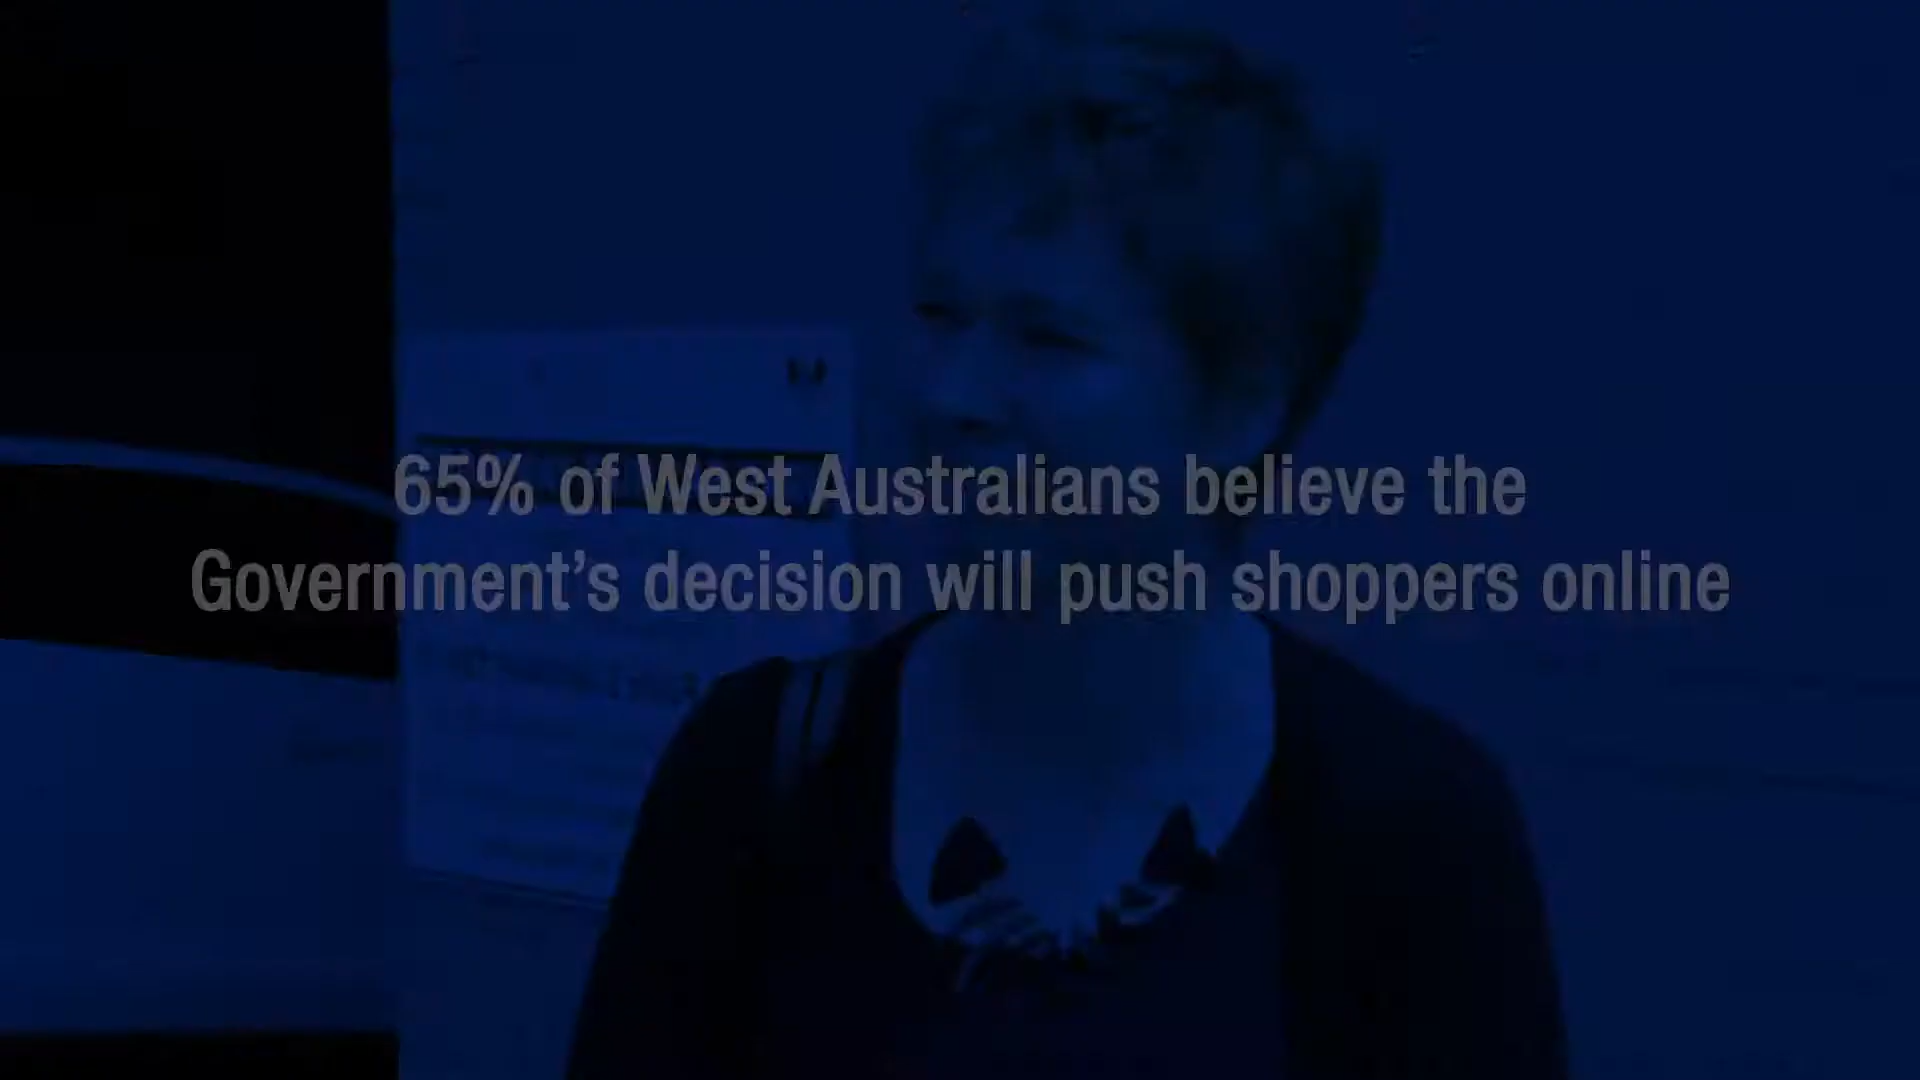 65% of West Australians believe the
Government’s decision will push shoppers online